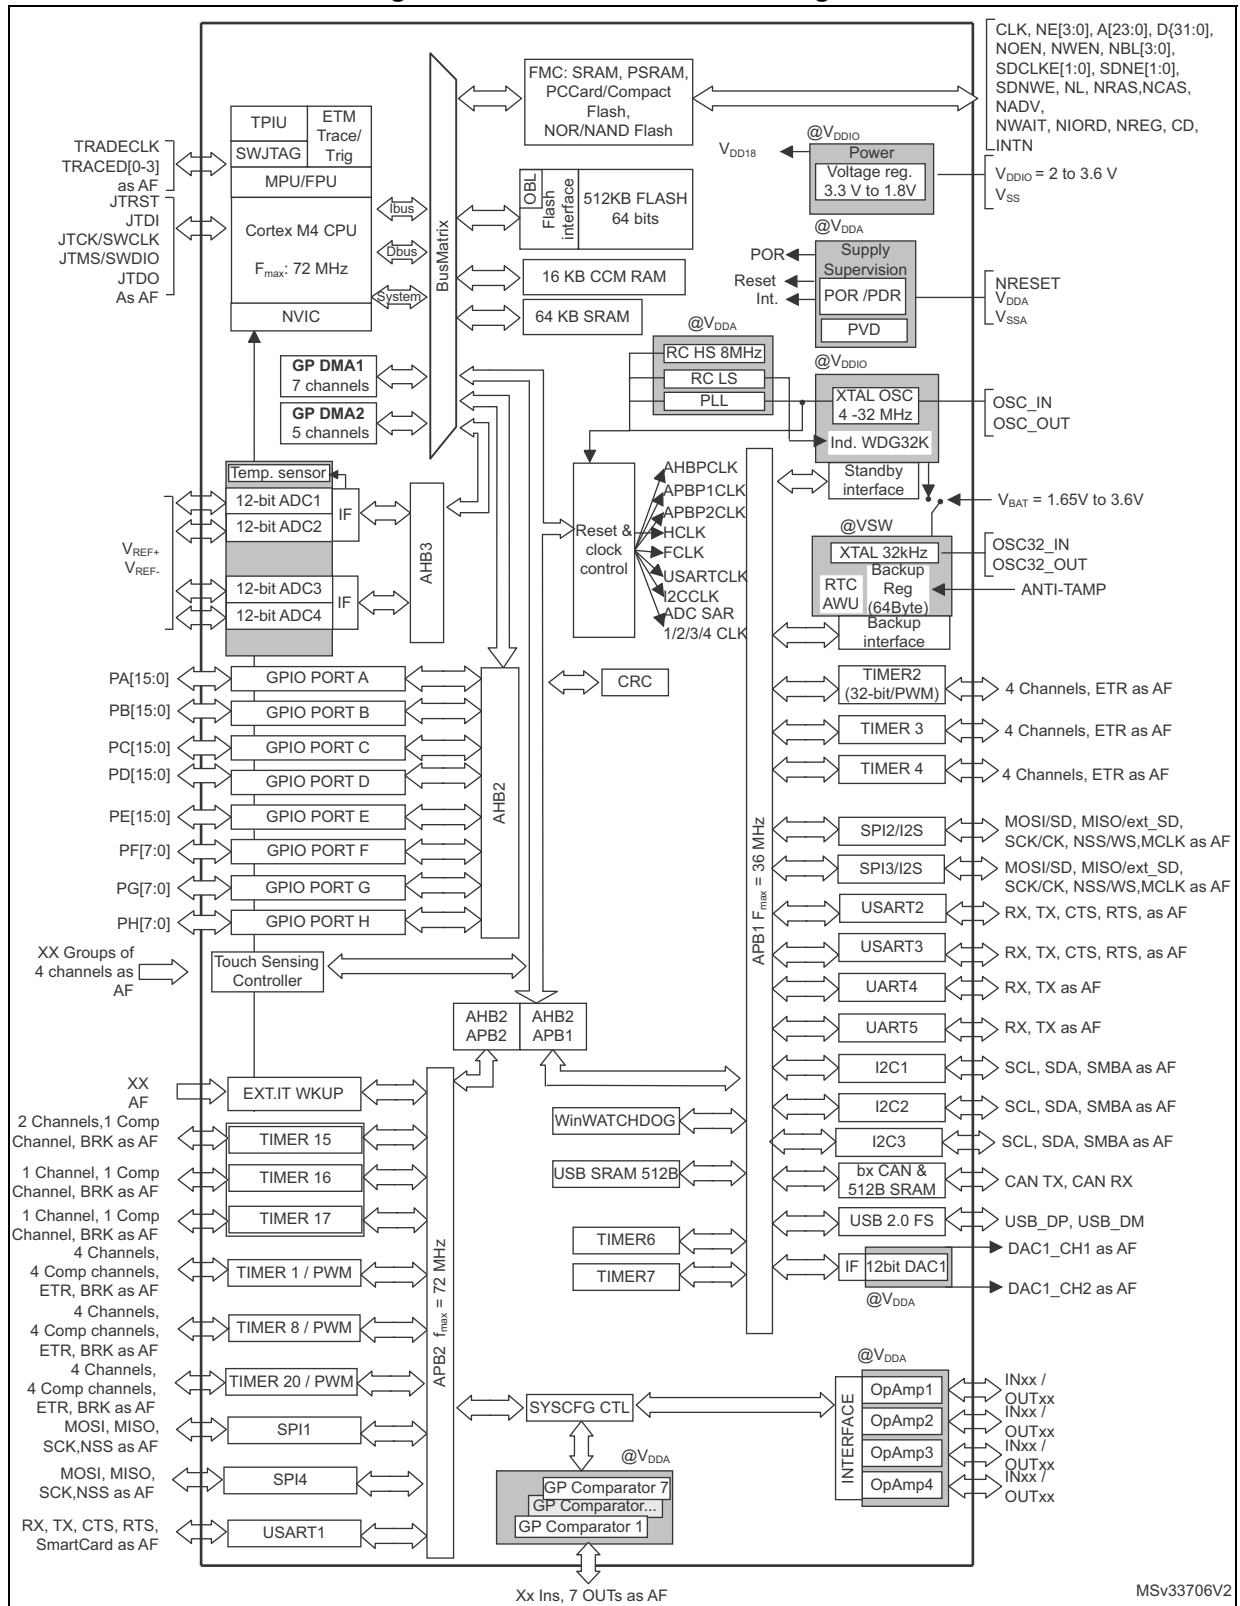 CLK, NE[3:0], A[23:0], D{31:0],
NOEN, NWEN, NBL[3:0],
SDCLKE[1:0], SDNE[1:0],
SDNWE, NL, NRAS,NCAS,
NADV,
NWAIT, NIORD, NREG, CD,
INTN
FMC: SRAM, PSRAM,
PCCard/Compact
Flash,
NOR/NAND Flash
TPIU
ETM
Trace/
Trig
SWJTAG
MPU/FPU
Cortex M4 CPU
Fmax: 72 MHz
NVIC
TRADECLK
TRACED[0-3]
as AF
JTRST
JTDI
JTCK/SWCLK
JTMS/SWDIO
JTDO
As AF
Ibus
Dbus
System
BusMatrix
OBL
Flash
interface
512KB FLASH
64 bits
16 KB CCM RAM
64 KB SRAM
@VDDIO
VDD18
Power
Voltage reg.
3.3 V to 1.8V
VDDIO = 2 to 3.6 V
VSS
@VDDA
POR
Reset
Int.
Supply
Supervision
POR /PDR
PVD
NRESET
VDDA
VSSA
@VDDA
RC HS 8MHz
RC LS
PLL
@VDDIO
XTAL OSC
4 -32 MHz
Ind. WDG32K
OSC_IN
OSC_OUT
Standby
interface
VBAT = 1.65V to 3.6V
@VSW
XTAL 32kHz
RTC
AWU
Backup
Reg
(64Byte)
OSC32_IN
OSC32_OUT
ANTI-TAMP
Backup
interface
GP DMA1
7 channels
GP DMA2
5 channels
Temp. sensor
12-bit ADC1
12-bit ADC2
IF
VREF+
VREF-
12-bit ADC3
12-bit ADC4
IF
AHB3
Reset &
clock
control
AHBPCLK
APBP1CLK
APBP2CLK
HCLK
FCLK
USARTCLK
I2CCLK
ADC SAR
1/2/3/4 CLK
CRC
PA[15:0]
GPIO PORT A
PB[15:0]
GPIO PORT B
PC[15:0]
GPIO PORT C
PD[15:0]
GPIO PORT D
PE[15:0]
GPIO PORT E
PF[7:0]
GPIO PORT F
PG[7:0]
GPIO PORT G
PH[7:0]
GPIO PORT H
AHB2
XX Groups of
4 channels as
AF
Touch Sensing
Controller
AHB2
APB2
AHB2
APB1
APB1 Fmax = 36 MHz
TIMER2
(32-bit/PWM)
4 Channels, ETR as AF
TIMER 3
4 Channels, ETR as AF
TIMER 4
4 Channels, ETR as AF
SPI2/I2S
MOSI/SD, MISO/ext_SD,
SCK/CK, NSS/WS,MCLK as AF
SPI3/I2S
MOSI/SD, MISO/ext_SD,
SCK/CK, NSS/WS,MCLK as AF
USART2
RX, TX, CTS, RTS, as AF
USART3
RX, TX, CTS, RTS, as AF
UART4
RX, TX as AF
UART5
RX, TX as AF
I2C1
SCL, SDA, SMBA as AF
I2C2
SCL, SDA, SMBA as AF
I2C3
SCL, SDA, SMBA as AF
bx CAN &
512B SRAM
CAN TX, CAN RX
USB 2.0 FS
USB_DP, USB_DM
IF
12bit DAC1
DAC1_CH1 as AF
DAC1_CH2 as AF
@VDDA
WinWATCHDOG
USB SRAM 512B
TIMER6
TIMER7
XX
AF
EXT.IT WKUP
2 Channels,1 Comp
Channel, BRK as AF
TIMER 15
1 Channel, 1 Comp
Channel, BRK as AF
TIMER 16
1 Channel, 1 Comp
Channel, BRK as AF
TIMER 17
4 Channels,
4 Comp channels,
ETR, BRK as AF
TIMER 1 / PWM
4 Channels,
4 Comp channels,
ETR, BRK as AF
TIMER 8 / PWM
4 Channels,
4 Comp channels,
ETR, BRK as AF
TIMER 20 / PWM
MOSI, MISO,
SCK,NSS as AF
SPI1
MOSI, MISO,
SCK,NSS as AF
SPI4
RX, TX, CTS, RTS,
SmartCard as AF
USART1
APB2 fmax = 72 MHz
SYSCFG CTL
@VDDA
GP Comparator 7
GP Comparator...
GP Comparator 1
Xx Ins, 7 OUTs as AF
@VDDA
INTERFACE
OpAmp1
INxx /
OUTxx
OpAmp2
INxx /
OUTxx
OpAmp3
INxx /
OUTxx
OpAmp4
INxx /
OUTxx
MSv33706V2